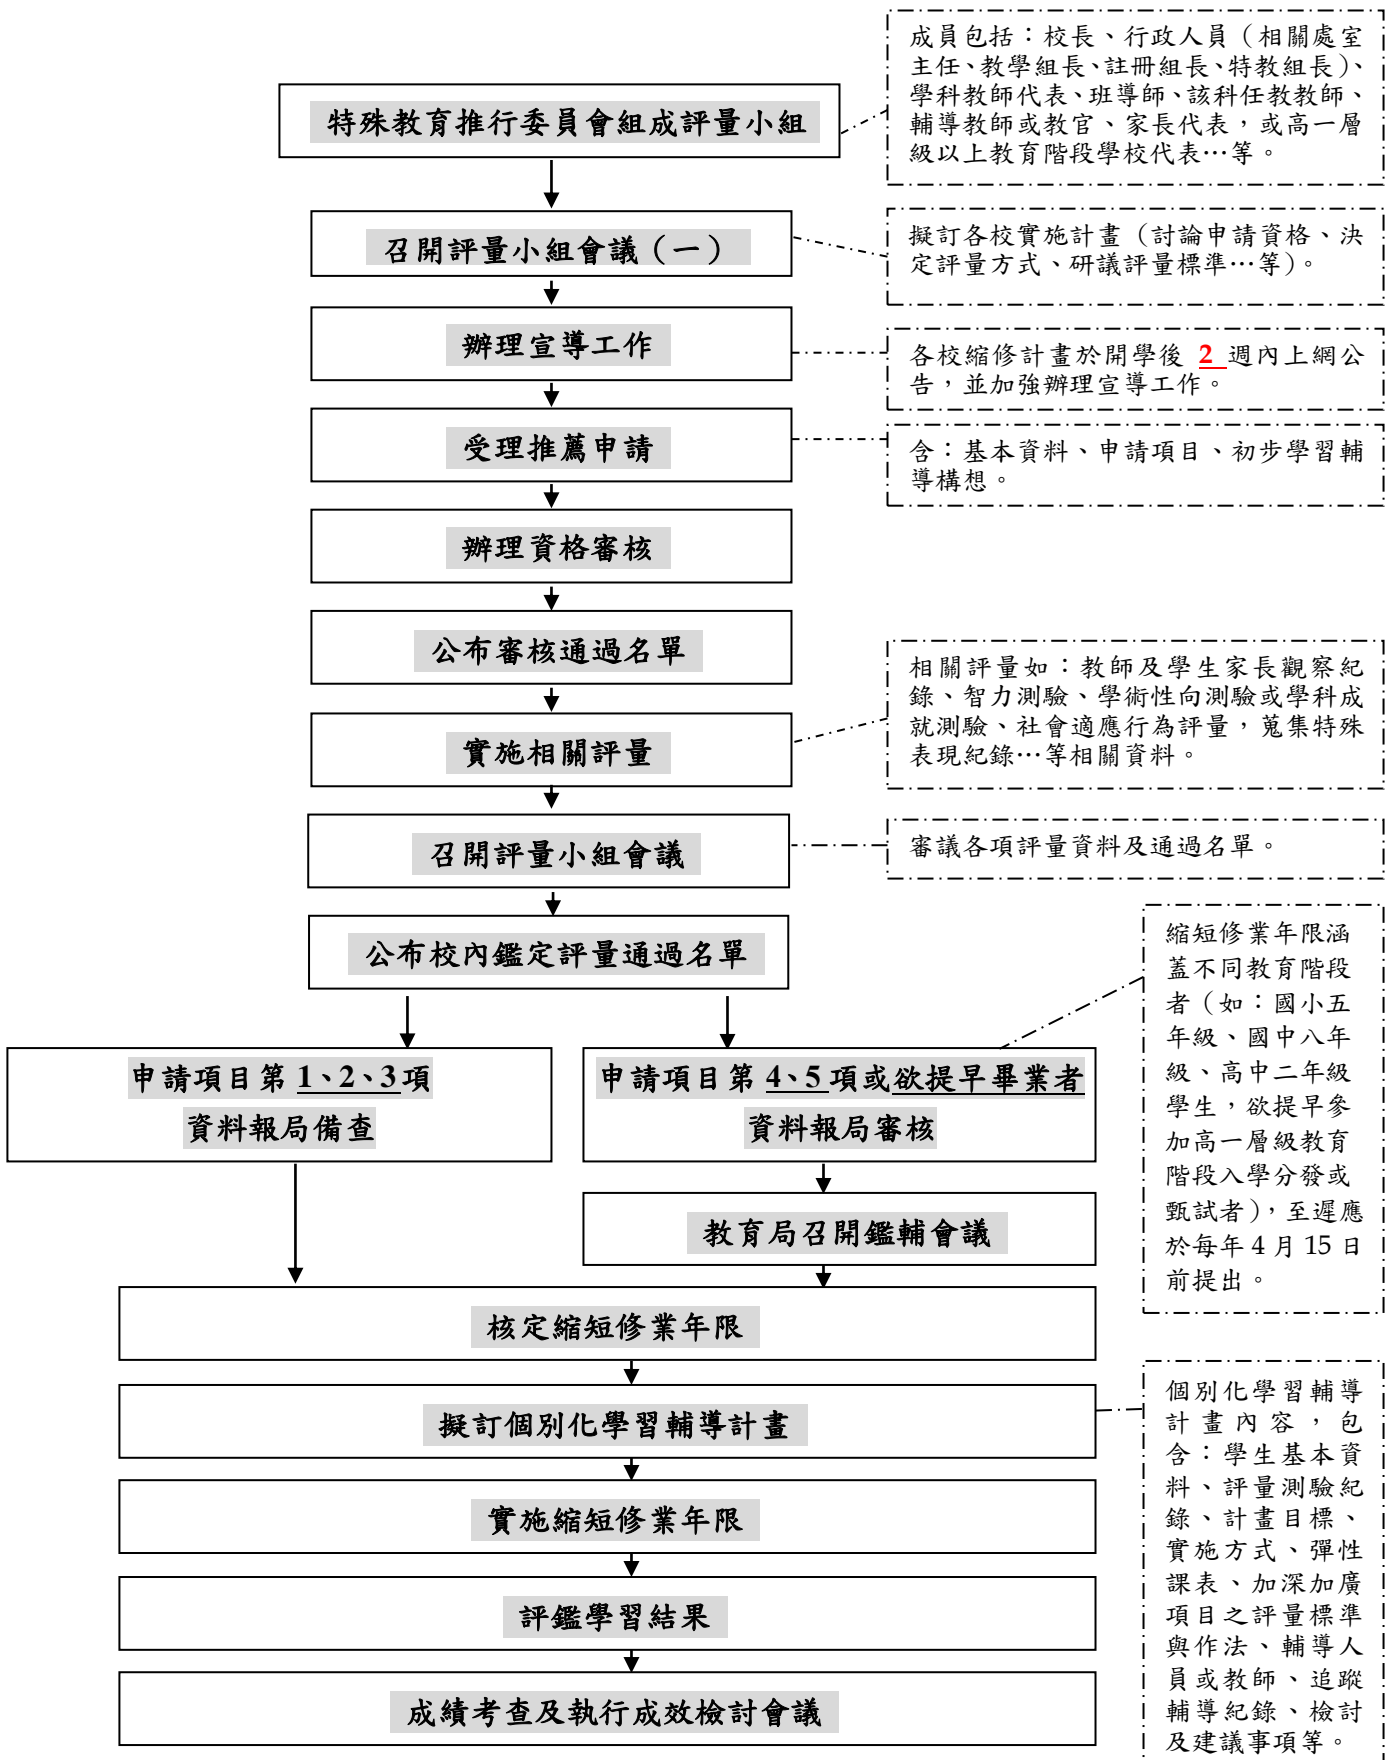 特殊教育推行委員會組成評量小組
成員包括：校長、行政人員（相關處室
主任、教學組長、註冊組長、特教組長）、
學科教師代表、班導師、該科任教教師、
輔導教師或教官、家長代表，或高一層
級以上教育階段學校代表…等。
召開評量小組會議（一）
擬訂各校實施計畫（討論申請資格、決
定評量方式、研議評量標準…等）。
辦理宣導工作
各校縮修計畫於開學後 2 週內上網公
告，並加強辦理宣導工作。
受理推薦申請
含：基本資料、申請項目、初步學習輔
導構想。
辦理資格審核
公布審核通過名單
實施相關評量
相關評量如：教師及學生家長觀察紀
錄、智力測驗、學術性向測驗或學科成
就測驗、社會適應行為評量，蒐集特殊
表現紀錄…等相關資料。
召開評量小組會議
審議各項評量資料及通過名單。
公布校內鑑定評量通過名單
申請項目第 1、2、3 項
資料報局備查
申請項目第 4、5 項或欲提早畢業者
資料報局審核
縮短修業年限涵
蓋不同教育階段
者（如：國小五
年級、國中八年
級、高中二年級
學生，欲提早參
加高一層級教育
階段入學分發或
甄試者），至遲應
於每年 4 月 15 日
前提出。
教育局召開鑑輔會議
核定縮短修業年限
擬訂個別化學習輔導計畫
個別化學習輔導
計畫內容，包
含：學生基本資
料、評量測驗紀
錄、計畫目標、
實施方式、彈性
課表、加深加廣
項目之評量標準
與作法、輔導人
員或教師、追蹤
輔導紀錄、檢討
及建議事項等。
實施縮短修業年限
評鑑學習結果
成績考查及執行成效檢討會議